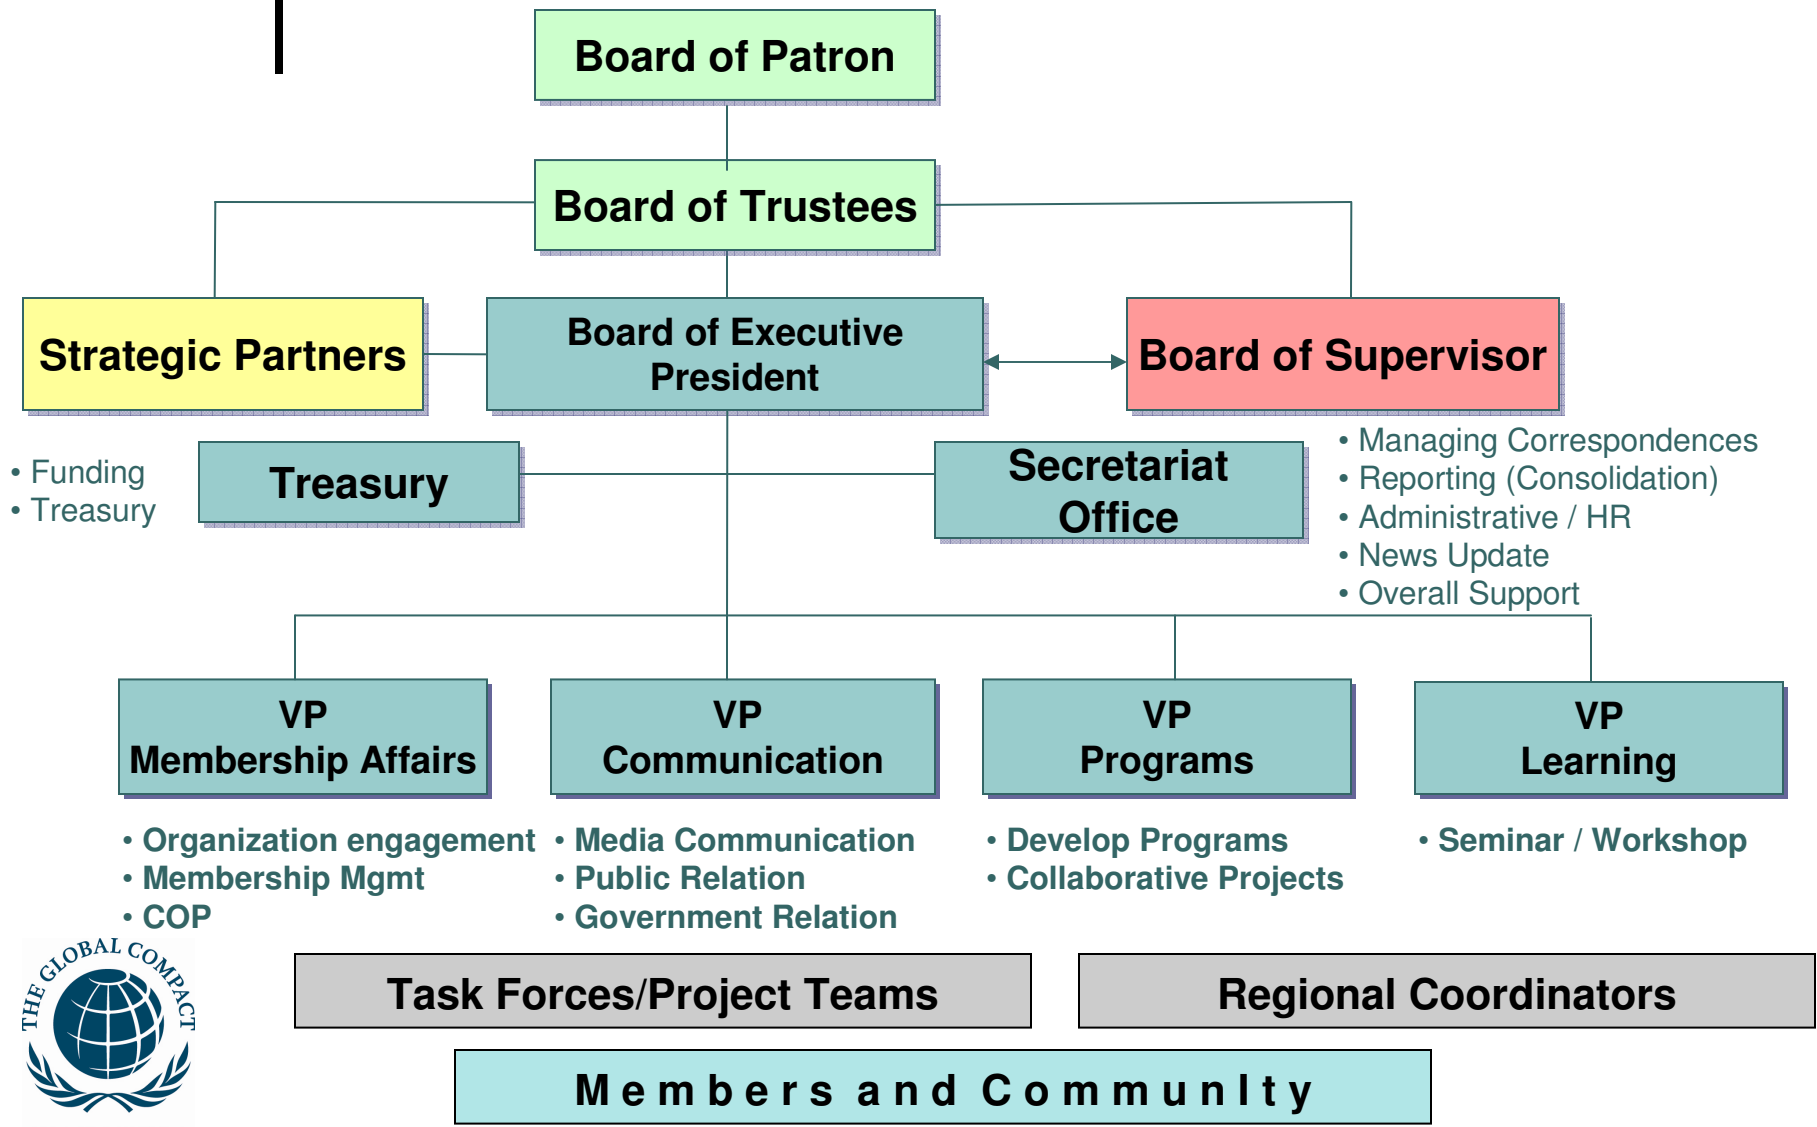 Board of Patron
Board of Trustees
Strategic Partners
Board of Executive
President
Board of Supervisor
• Funding
• Treasury
Treasury
Secretariat
Office
• Managing Correspondences
• Reporting (Consolidation)
• Administrative / HR
• News Update
• Overall Support
VP
Membership Affairs
VP
Communication
VP
Programs
VP
Learning
• Organization engagement
• Membership Mgmt
• COP
• Media Communication
• Public Relation
• Government Relation
• Develop Programs
• Collaborative Projects
• Seminar / Workshop
THE GLOBAL COMPACT
Task Forces/Project Teams
Regional Coordinators
Members and CommunIty